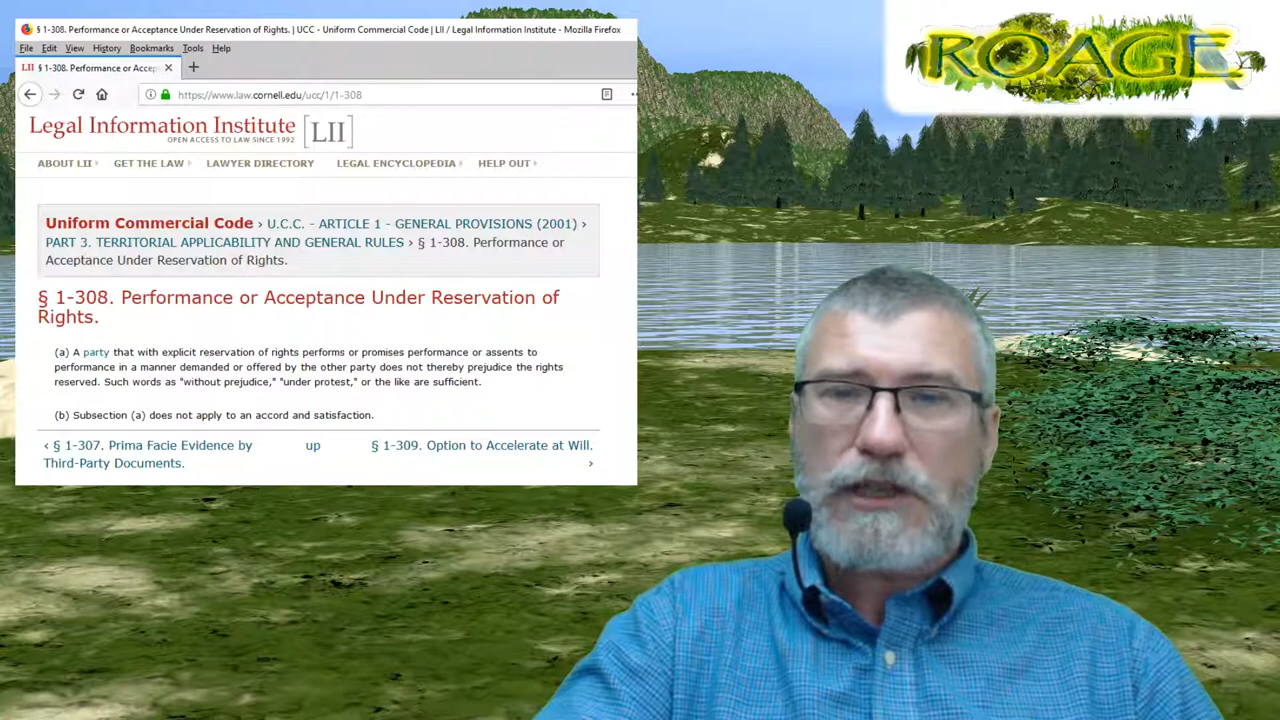 § 1-308. Performance or Acceptance Under Reservation of Rights. | UCC - Uniform Commercial Code | LII / Legal Information Institute - Mozilla Firefox
File Edit View History Bookmarks Tools Help
LII § 1-308. Performance or Accep
https://www.law.cornell.edu/ucc/1/1-308
Legal Information Institute [LII]
OPEN ACCESS TO LAW SINCE 1992
ABOUT LII GET THE LAW LAWYER DIRECTORY LEGAL ENCYCLOPEDIA HELP OUT
Uniform Commercial Code › U.C.C. - ARTICLE 1 - GENERAL PROVISIONS (2001) ›
PART 3. TERRITORIAL APPLICABILITY AND GENERAL RULES › § 1-308. Performance or
Acceptance Under Reservation of Rights.
§ 1-308. Performance or Acceptance Under Reservation of
Rights.
(a) A party that with explicit reservation of rights performs or promises performance or assents to
performance in a manner demanded or offered by the other party does not thereby prejudice the rights
reserved. Such words as "without prejudice," "under protest," or the like are sufficient.
(b) Subsection (a) does not apply to an accord and satisfaction.
‹ § 1-307. Prima Facie Evidence by up § 1-309. Option to Accelerate at Will.
Third-Party Documents. ›
ROAGE